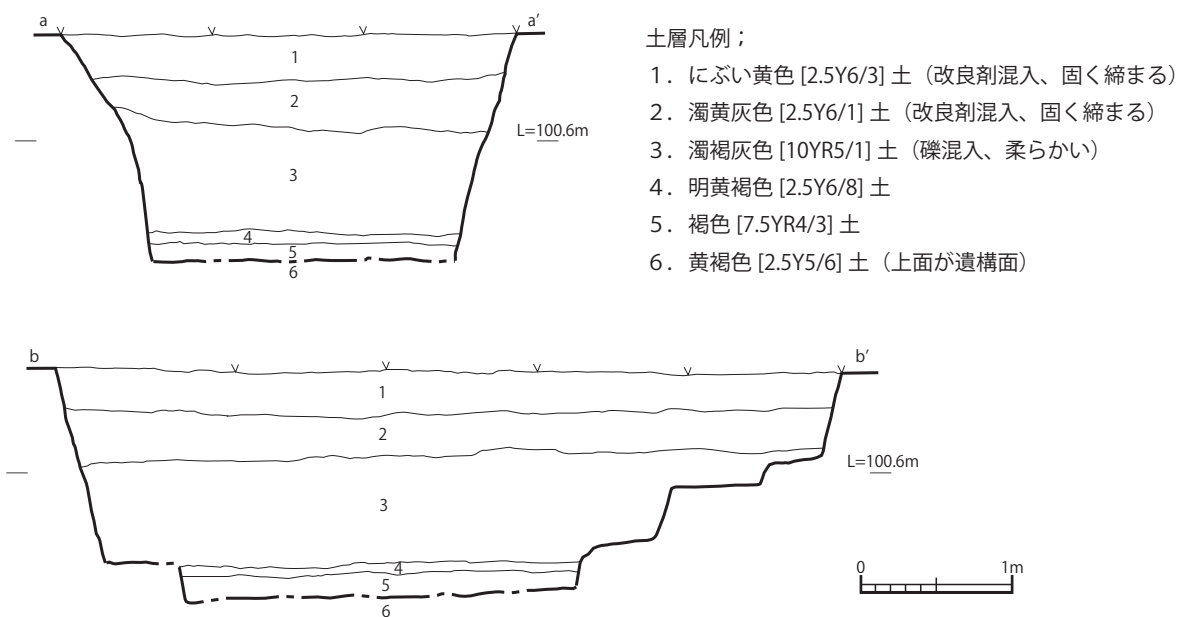 a
a’
1
2
L=100.6m
3
4
5
6
土層凡例；
１．にぶい黄色 [2.5Y6/3] 土（改良剤混入、固く締まる）
２．濁黄灰色 [2.5Y6/1] 土（改良剤混入、固く締まる）
３．濁褐灰色 [10YR5/1] 土（礫混入、柔らかい）
４．明黄褐色 [2.5Y6/8] 土
５．褐色 [7.5YR4/3] 土
６．黄褐色 [2.5Y5/6] 土（上面が遺構面）
b
b’
1
2
L=100.6m
3
4
5
6
0
1m